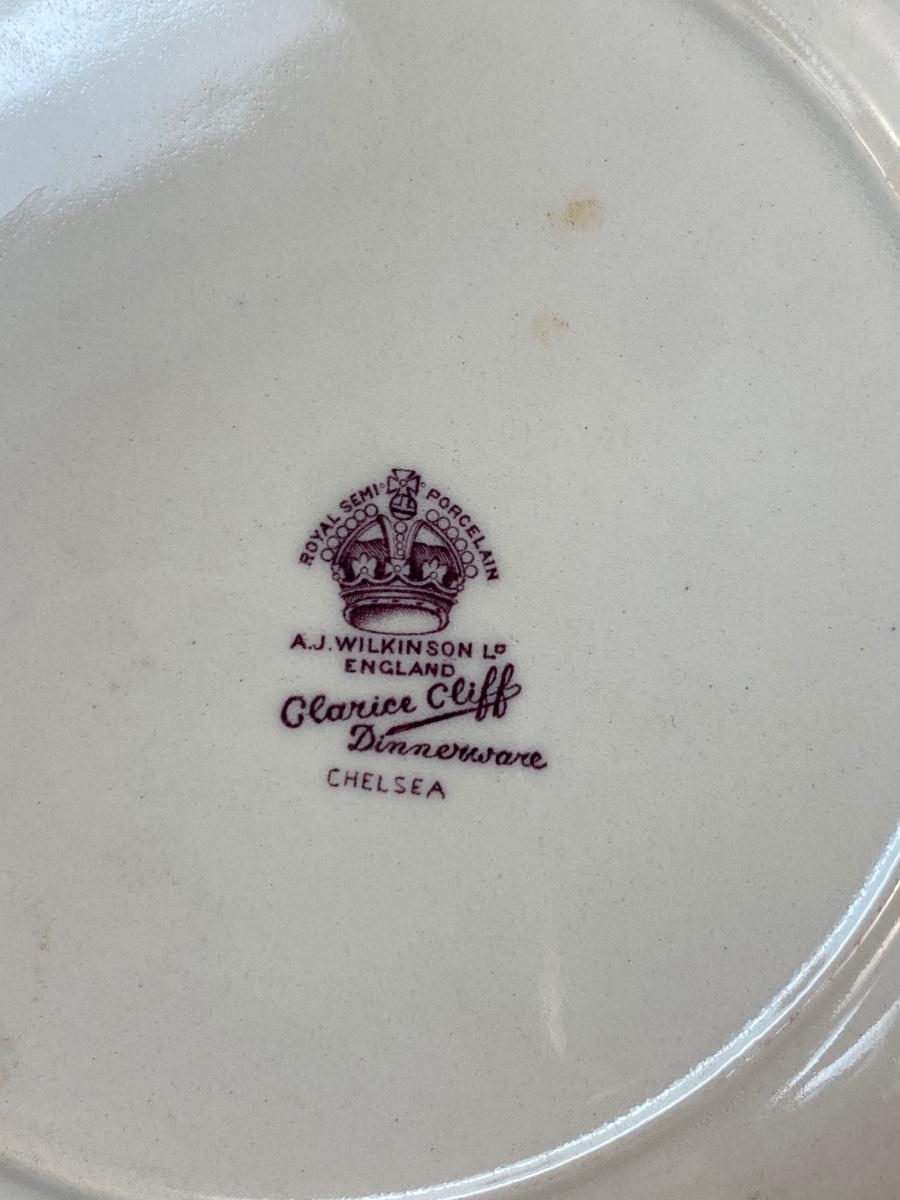 ROYAL SEMI PORCELAIN
A.J. WILKINSON Lᴰ
ENGLAND
Clarice Cliff
Dinnerware
CHELSEA